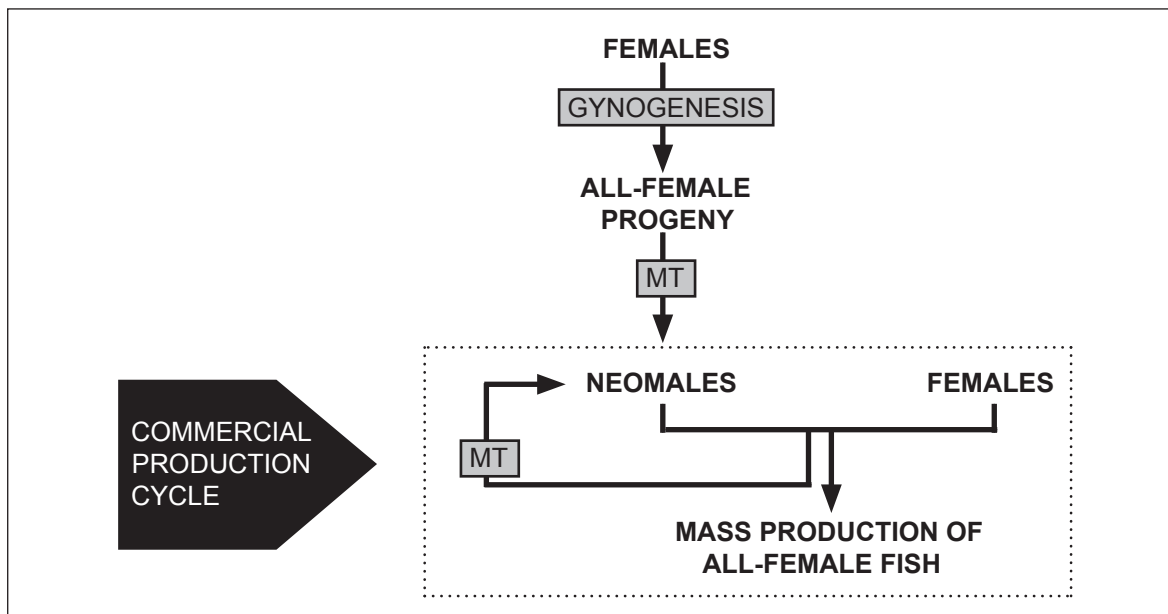 FEMALES
GYNOGENESIS
ALL-FEMALE
PROGENY
MT
NEOMALES
FEMALES
COMMERCIAL
PRODUCTION
CYCLE
MT
MASS PRODUCTION OF
ALL-FEMALE FISH